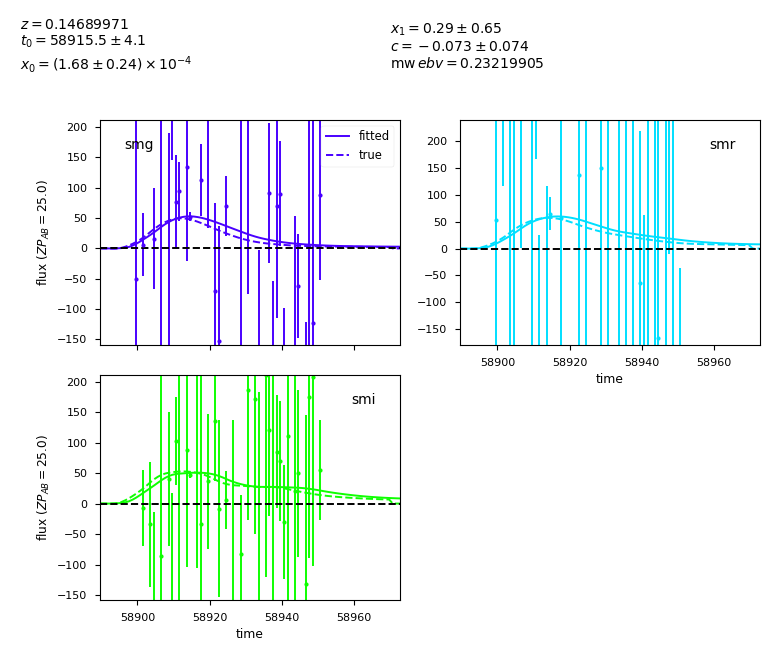 z = 0.14689971
t₀ = 58915.5 ± 4.1
x₀ = (1.68 ± 0.24) × 10⁻⁴
x₁ = 0.29 ± 0.65
c = −0.073 ± 0.074
mw ebv = 0.23219905
smg
fitted
true
200
150
100
50
0
−50
−100
−150
flux (ZP_AB = 25.0)
smr
200
150
100
50
0
−50
−100
−150
58900 58920 58940 58960
time
smi
200
150
100
50
0
−50
−100
−150
flux (ZP_AB = 25.0)
58900 58920 58940 58960
time